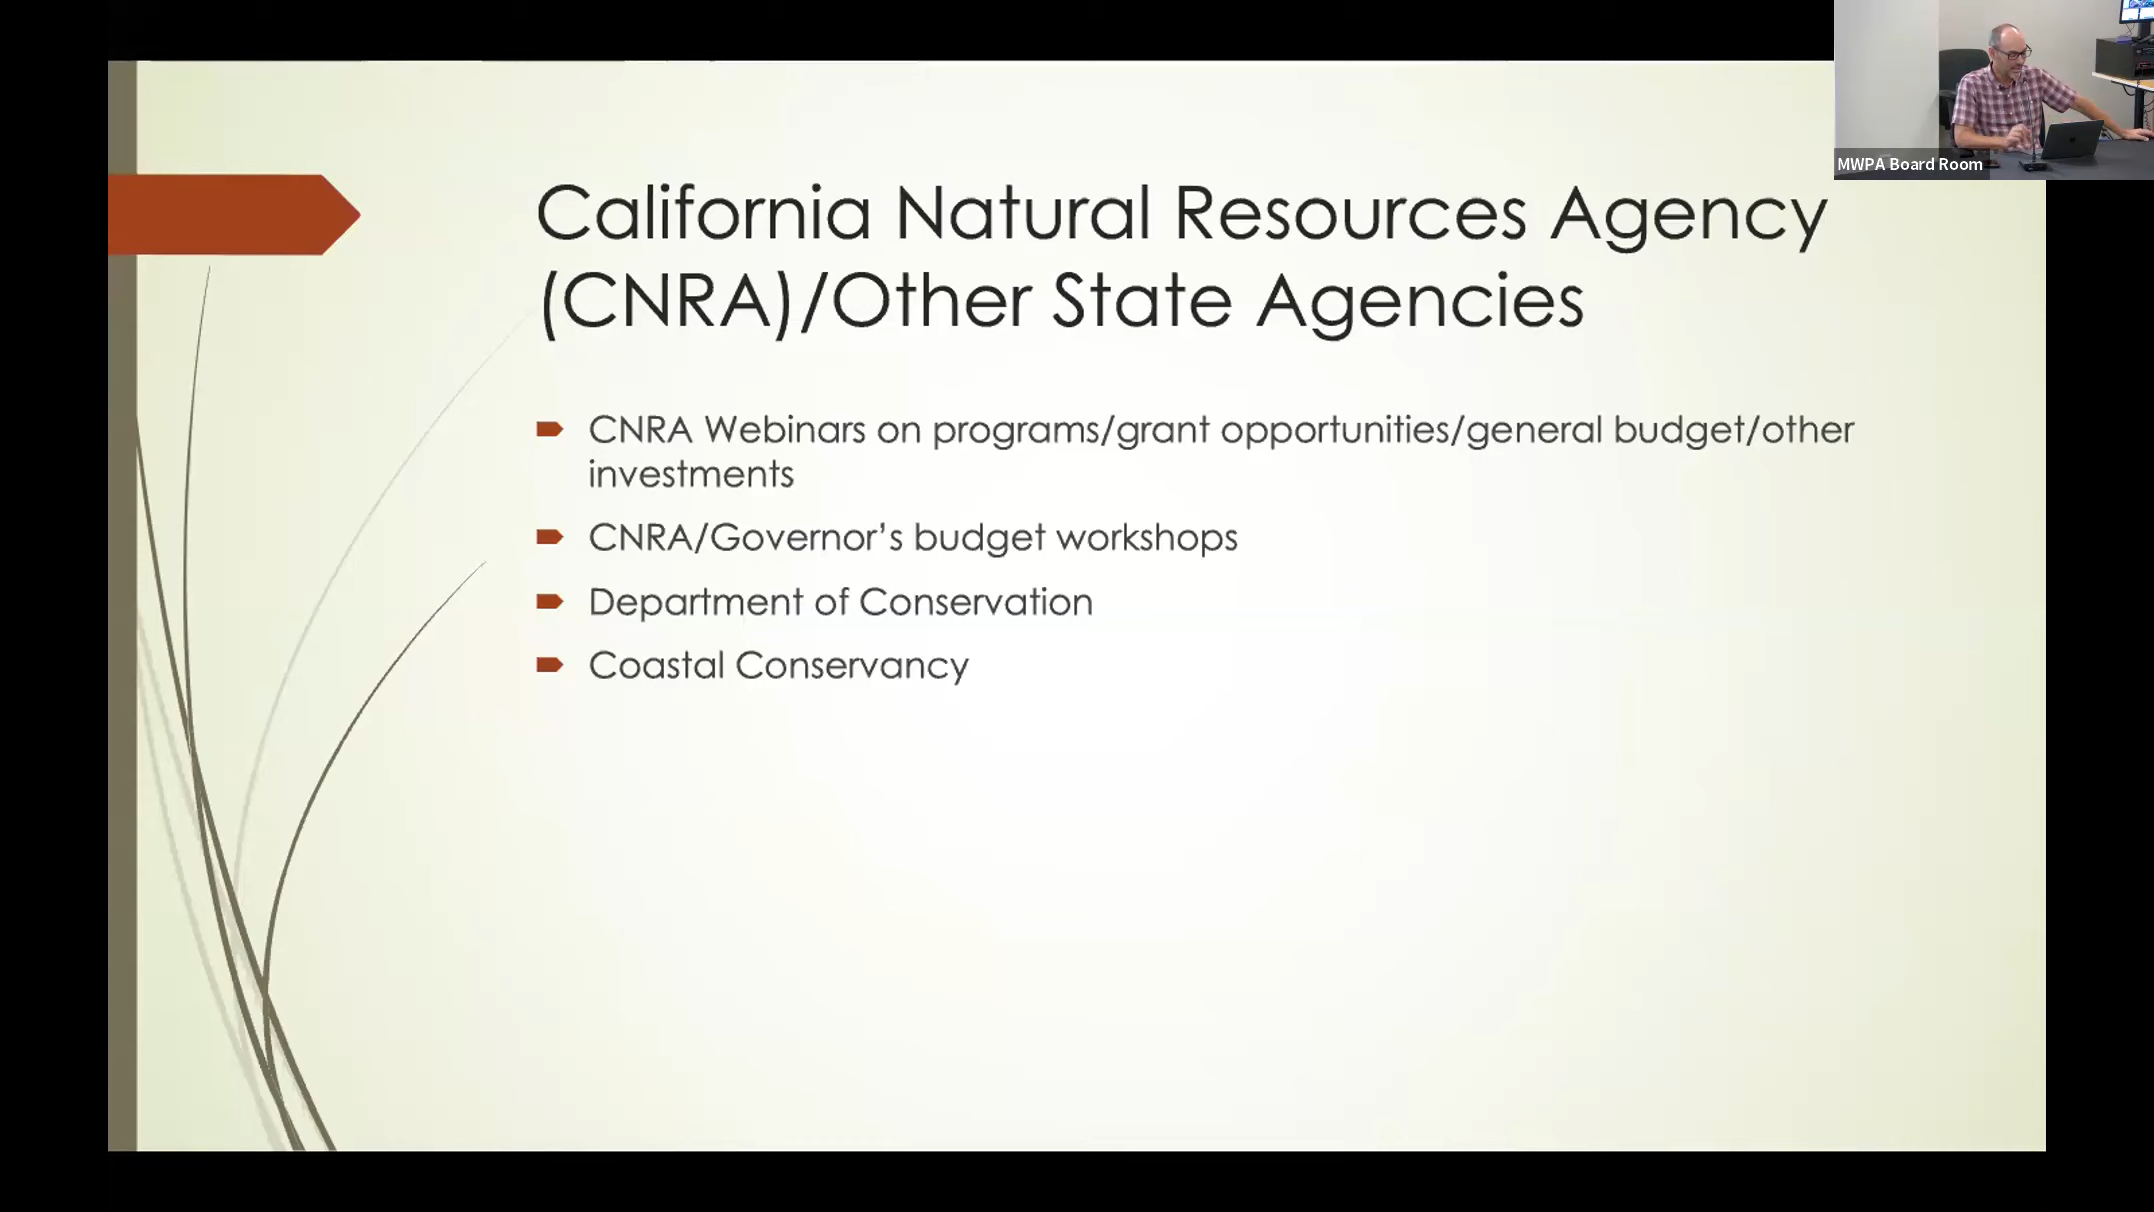 MWPA Board Room
California Natural Resources Agency
(CNRA)/Other State Agencies
CNRA Webinars on programs/grant opportunities/general budget/other
investments
CNRA/Governor’s budget workshops
Department of Conservation
Coastal Conservancy